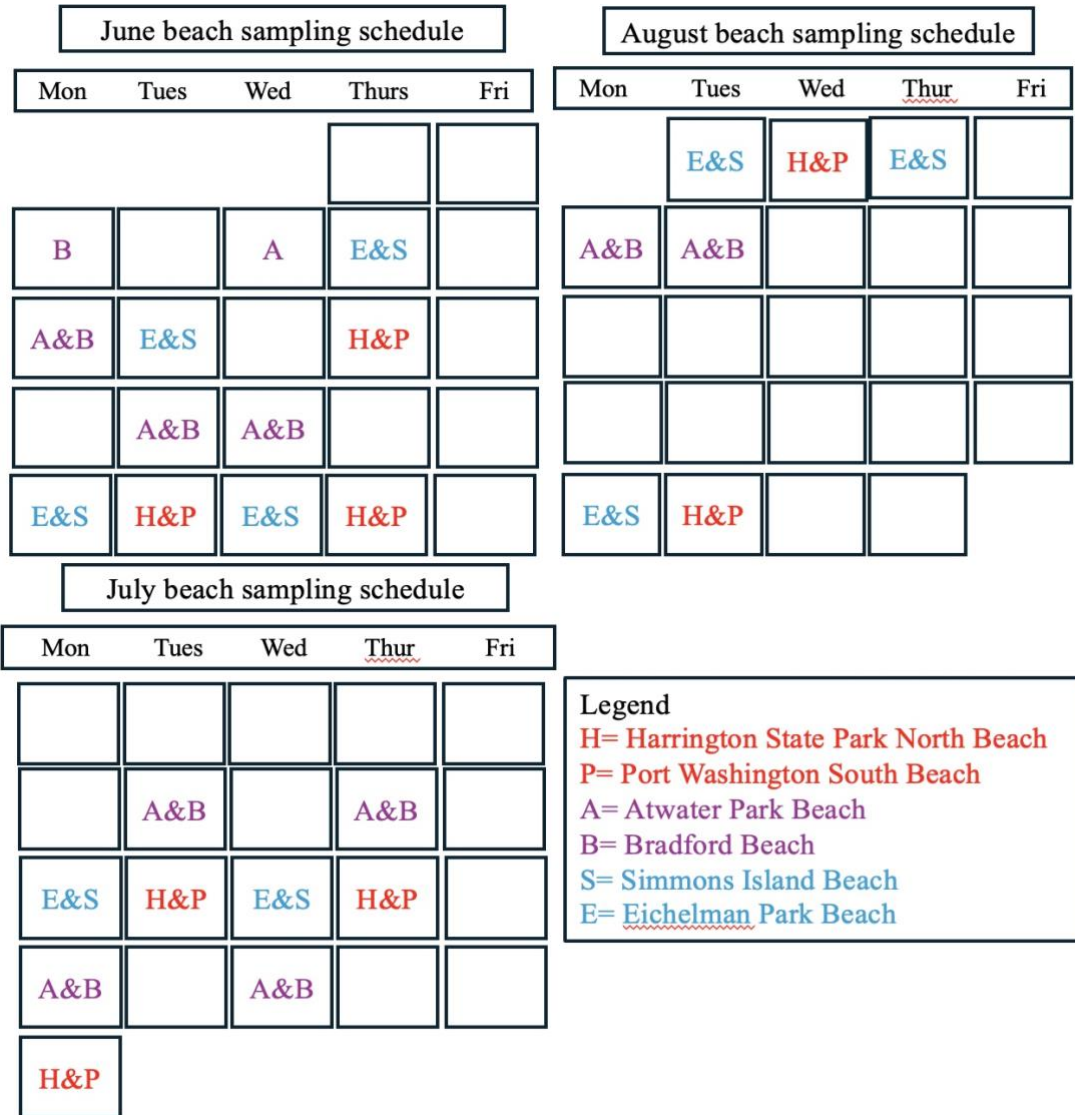 June beach sampling schedule
Mon Tues Wed Thurs Fri
B A E&S
A&B E&S H&P
A&B A&B
E&S H&P E&S H&P
August beach sampling schedule
Mon Tues Wed Thur Fri
E&S H&P E&S
A&B A&B
E&S H&P
July beach sampling schedule
Mon Tues Wed Thur Fri
A&B A&B
E&S H&P E&S H&P
A&B A&B
H&P
Legend
H= Harrington State Park North Beach
P= Port Washington South Beach
A= Atwater Park Beach
B= Bradford Beach
S= Simmons Island Beach
E= Eichelman Park Beach